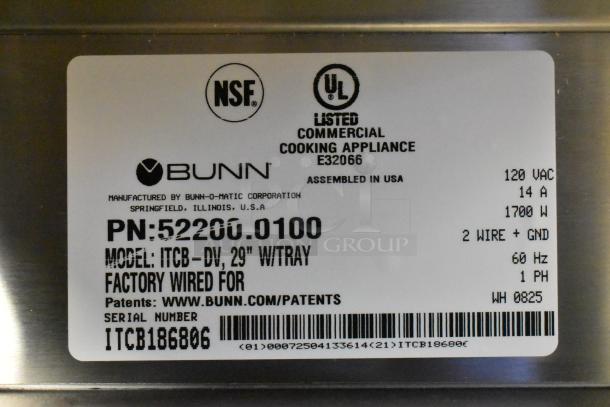 NSF®
UL®
LISTED
COMMERCIAL
COOKING APPLIANCE
E32066
BUNN®
ASSEMBLED IN USA
MANUFACTURED BY BUNN-O-MATIC CORPORATION
SPRINGFIELD, ILLINOIS, U.S.A
PN:52200.0100
MODEL: ITCB-DV, 29" W/TRAY
FACTORY WIRED FOR
Patents: WWW.BUNN.COM/PATENTS
SERIAL NUMBER
ITCB186806
120 VAC
14 A
1700 W
2 WIRE + GND
60 Hz
1 PH
WH 0825
(01)00072504133614(21)ITCB186806
GROUP